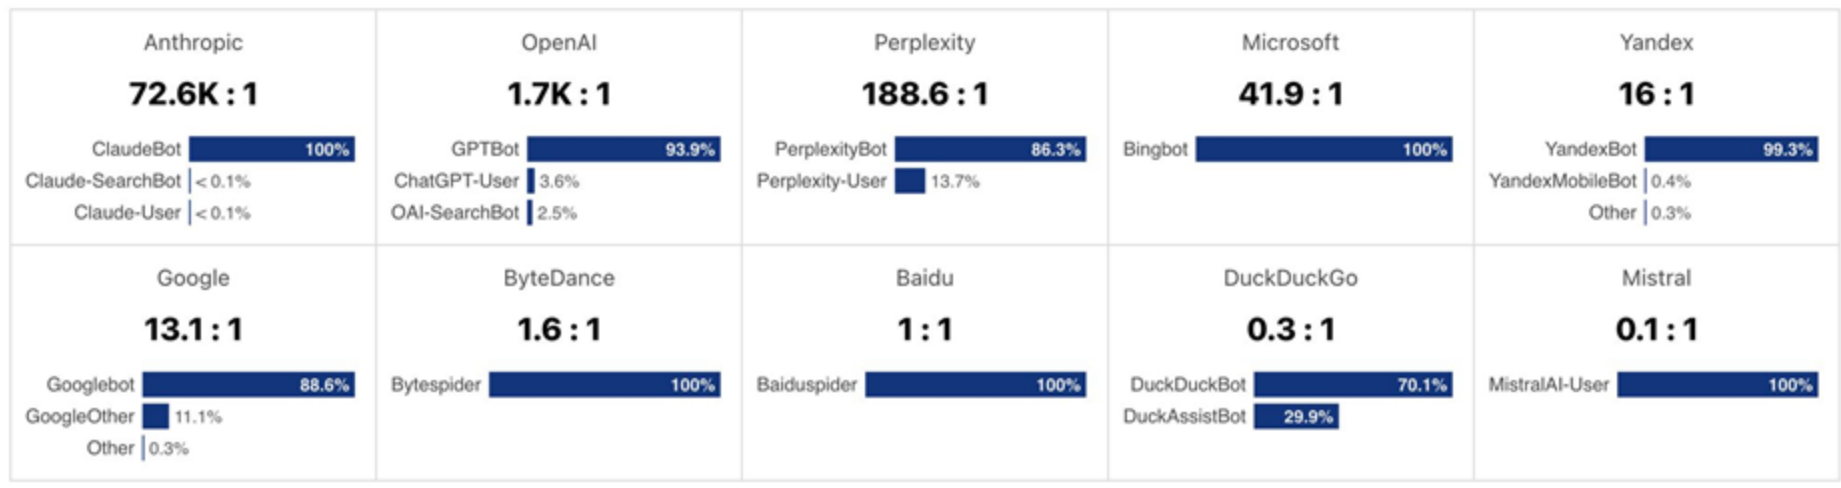 Anthropic
72.6K : 1
ClaudeBot 100%
Claude-SearchBot < 0.1%
Claude-User < 0.1%
OpenAI
1.7K : 1
GPTBot 93.9%
ChatGPT-User 3.6%
OAI-SearchBot 2.5%
Perplexity
188.6 : 1
PerplexityBot 86.3%
Perplexity-User 13.7%
Microsoft
41.9 : 1
Bingbot 100%
Yandex
16 : 1
YandexBot 99.3%
YandexMobileBot 0.4%
Other 0.3%
Google
13.1 : 1
Googlebot 88.6%
GoogleOther 11.1%
Other 0.3%
ByteDance
1.6 : 1
Bytespider 100%
Baidu
1 : 1
Baiduspider 100%
DuckDuckGo
0.3 : 1
DuckDuckBot 70.1%
DuckAssistBot 29.9%
Mistral
0.1 : 1
MistralAI-User 100%